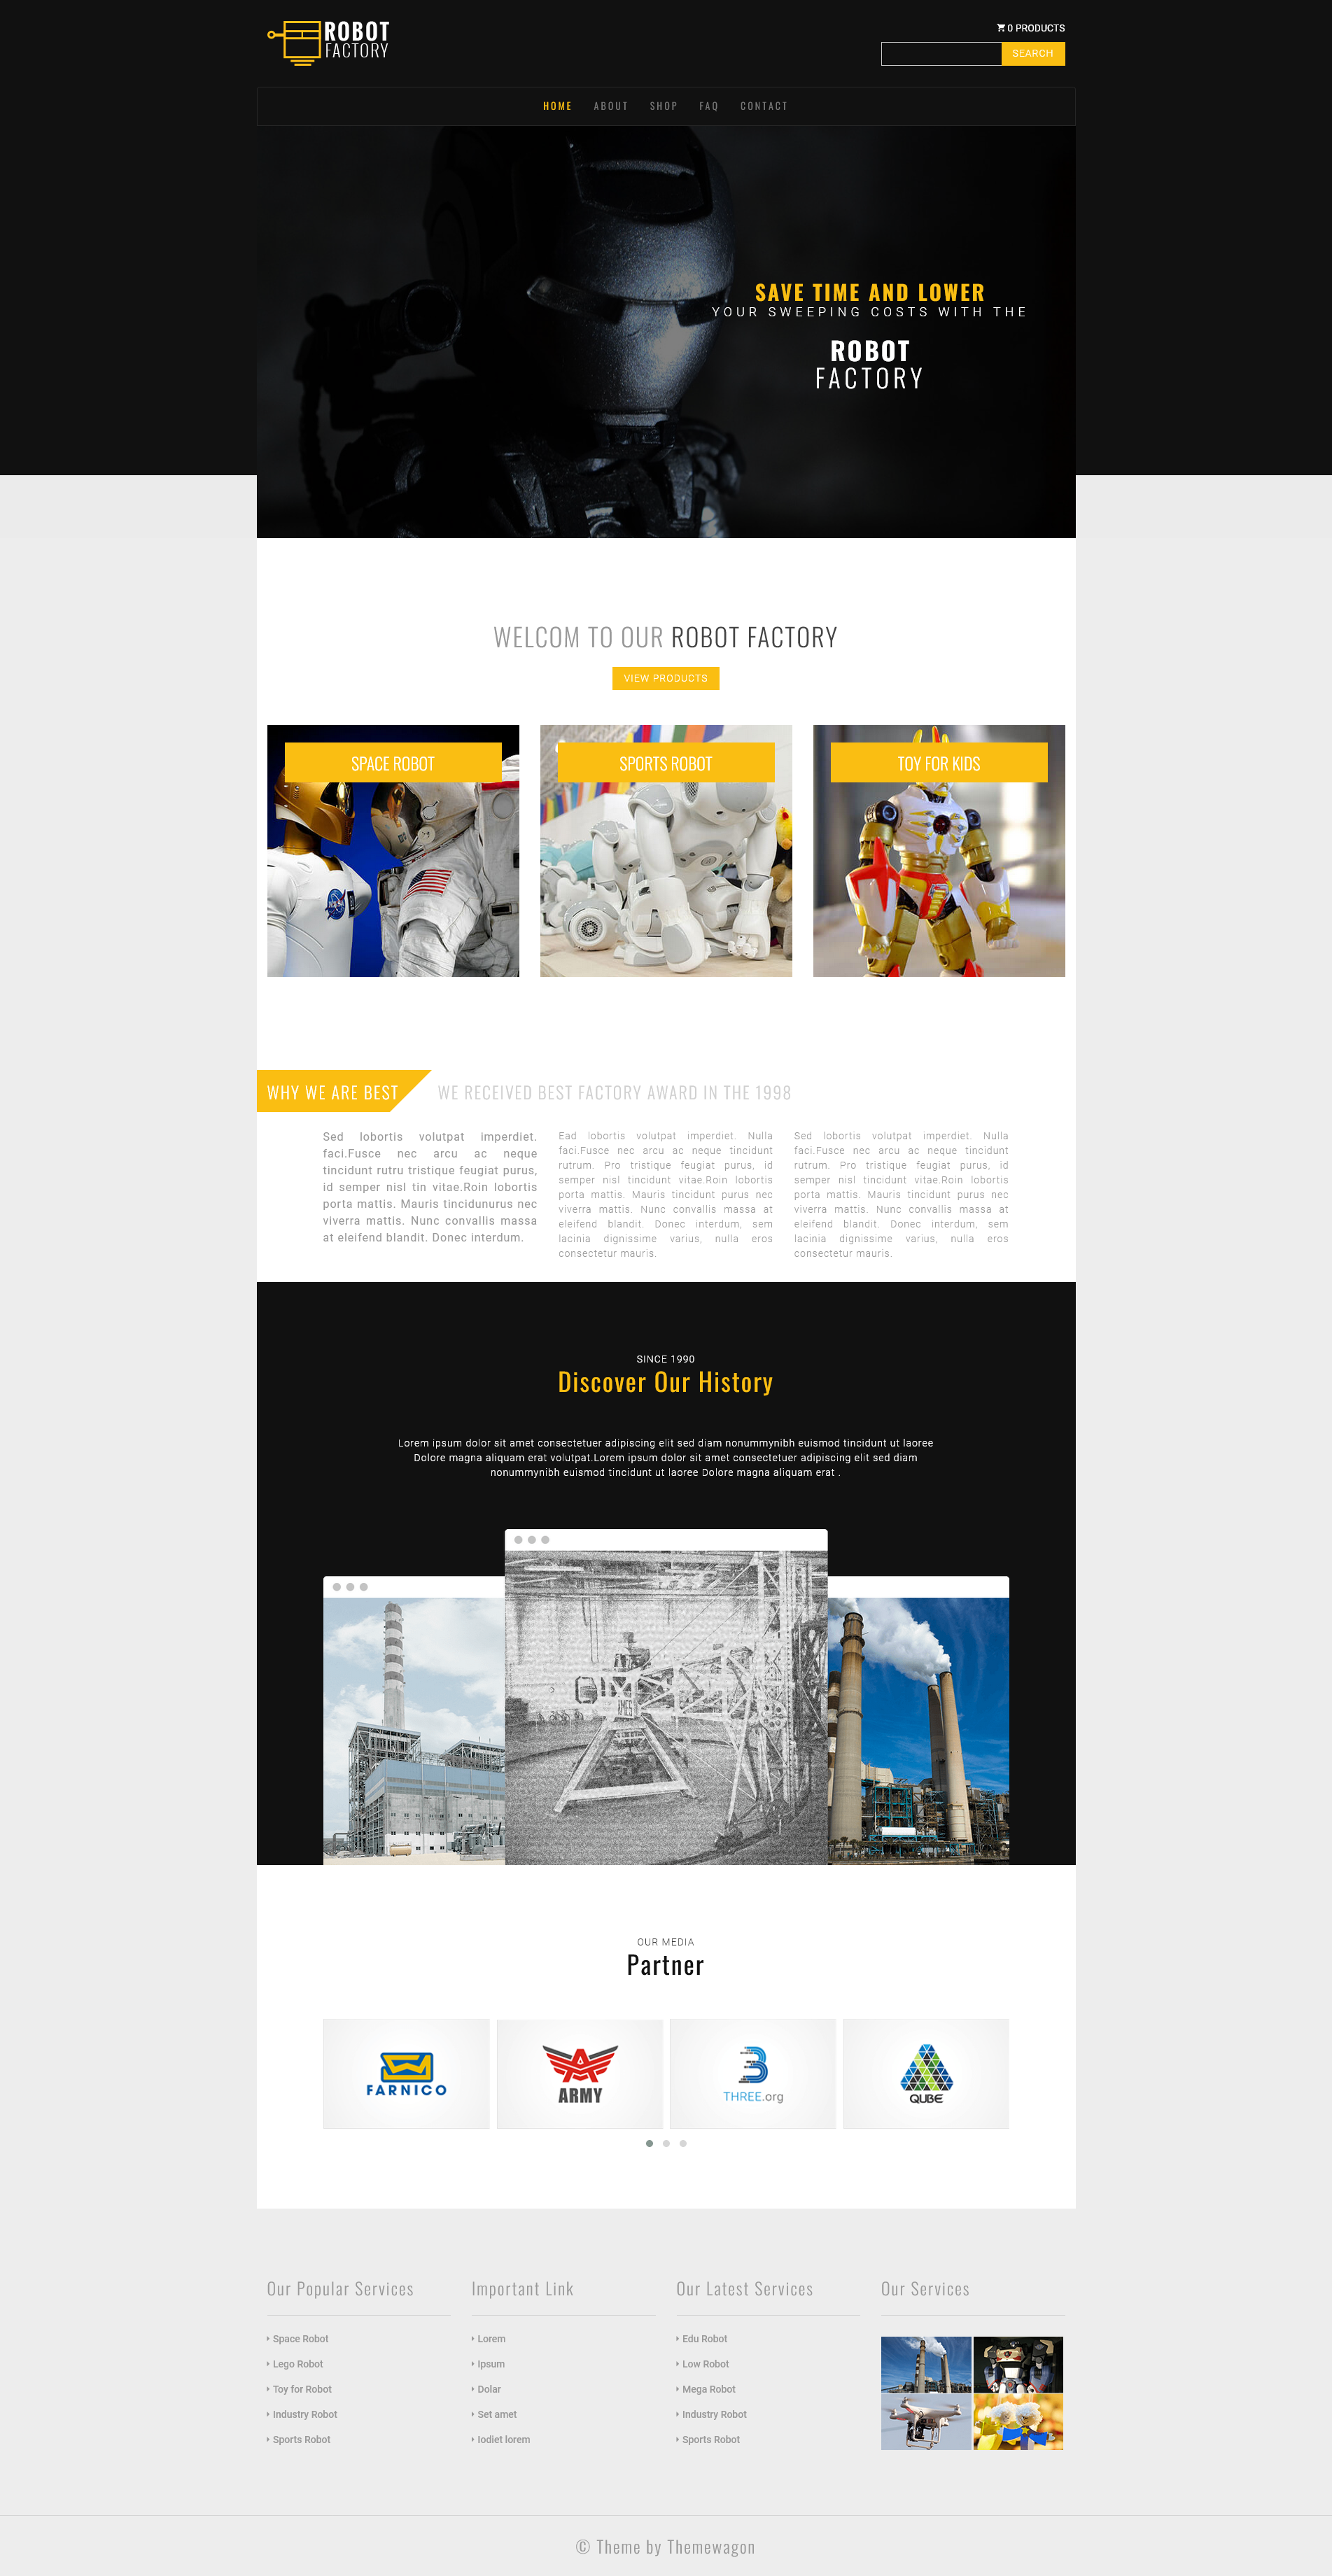 ROBOT
FACTORY
0 PRODUCTS
SEARCH
HOME ABOUT SHOP FAQ CONTACT
SAVE TIME AND LOWER
YOUR SWEEPING COSTS WITH THE
ROBOT
FACTORY
WELCOM TO OUR ROBOT FACTORY
VIEW PRODUCTS
SPACE ROBOT
SPORTS ROBOT
TOY FOR KIDS
NASA
WHY WE ARE BEST
WE RECEIVED BEST FACTORY AWARD IN THE 1998
Sed lobortis volutpat imperdiet.
faci.Fusce nec arcu ac neque
tincidunt rutru tristique feugiat purus,
id semper nisl tin vitae.Roin lobortis
porta mattis. Mauris tincidunurus nec
viverra mattis. Nunc convallis massa
at eleifend blandit. Donec interdum.
Ead lobortis volutpat imperdiet. Nulla
faci.Fusce nec arcu ac neque tincidunt
rutrum. Pro tristique feugiat purus, id
semper nisl tincidunt vitae.Roin lobortis
porta mattis. Mauris tincidunt purus nec
viverra mattis. Nunc convallis massa at
eleifend blandit. Donec interdum, sem
lacinia dignissime varius, nulla eros
consectetur mauris.
Sed lobortis volutpat imperdiet. Nulla
faci.Fusce nec arcu ac neque tincidunt
rutrum. Pro tristique feugiat purus, id
semper nisl tincidunt vitae.Roin lobortis
porta mattis. Mauris tincidunt purus nec
viverra mattis. Nunc convallis massa at
eleifend blandit. Donec interdum, sem
lacinia dignissime varius, nulla eros
consectetur mauris.
SINCE 1990
Discover Our History
Lorem ipsum dolor sit amet consectetuer adipiscing elit sed diam nonummynibh euismod tincidunt ut laoree
Dolore magna aliquam erat volutpat.Lorem ipsum dolor sit amet consectetuer adipiscing elit sed diam
nonummynibh euismod tincidunt ut laoree Dolore magna aliquam erat .
OUR MEDIA
Partner
FARNICO
ARMY
THREE.org
QUBE
Our Popular Services
Space Robot
Lego Robot
Toy for Robot
Industry Robot
Sports Robot
Important Link
Lorem
Ipsum
Dolar
Set amet
Iodiet lorem
Our Latest Services
Edu Robot
Low Robot
Mega Robot
Industry Robot
Sports Robot
Our Services
© Theme by Themewagon